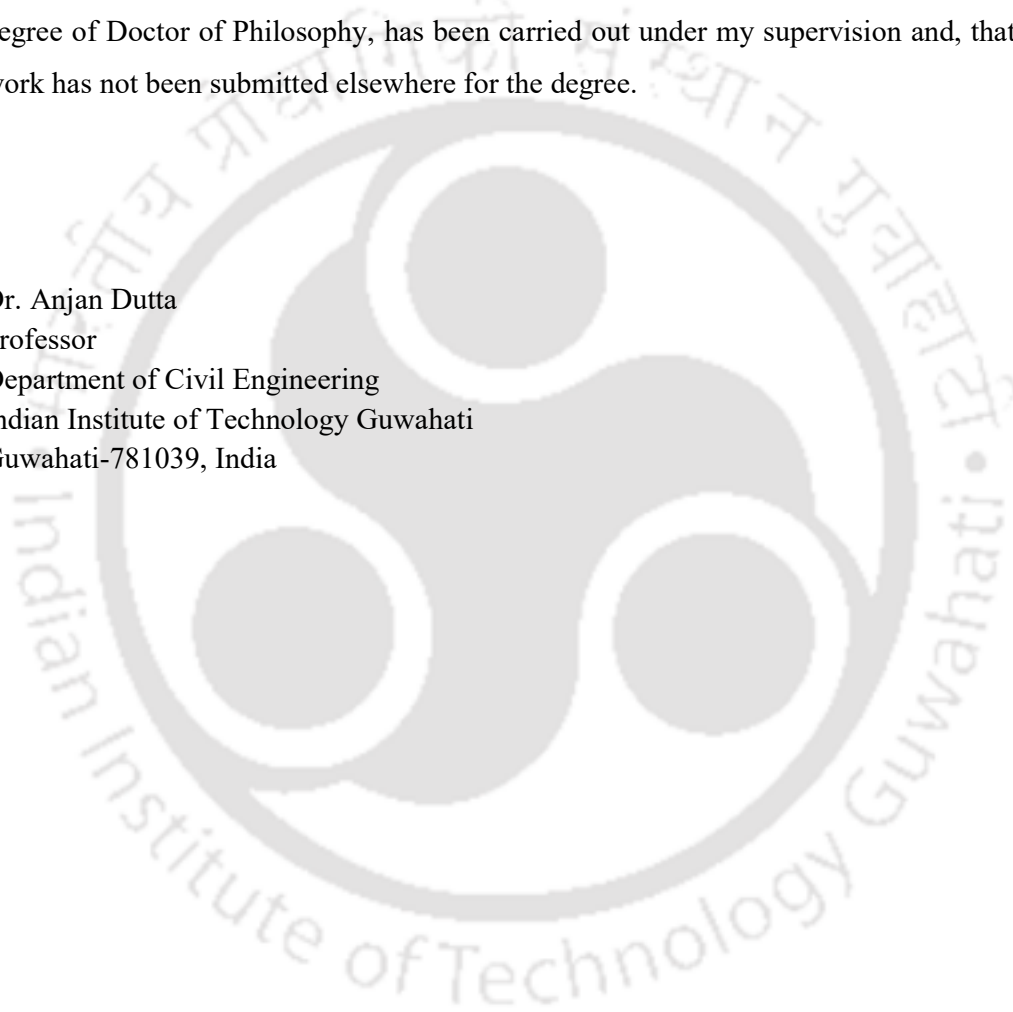 egree of Doctor of Philosophy, has been carried out under my supervision and, that
work has not been submitted elsewhere for the degree.
Dr. Anjan Dutta
rofessor
Department of Civil Engineering
ndian Institute of Technology Guwahati
Guwahati-781039, India
भारतीय प्रौद्योगिकी संस्थान गुवाहाटी
• Indian Institute of Technology Guwahati •